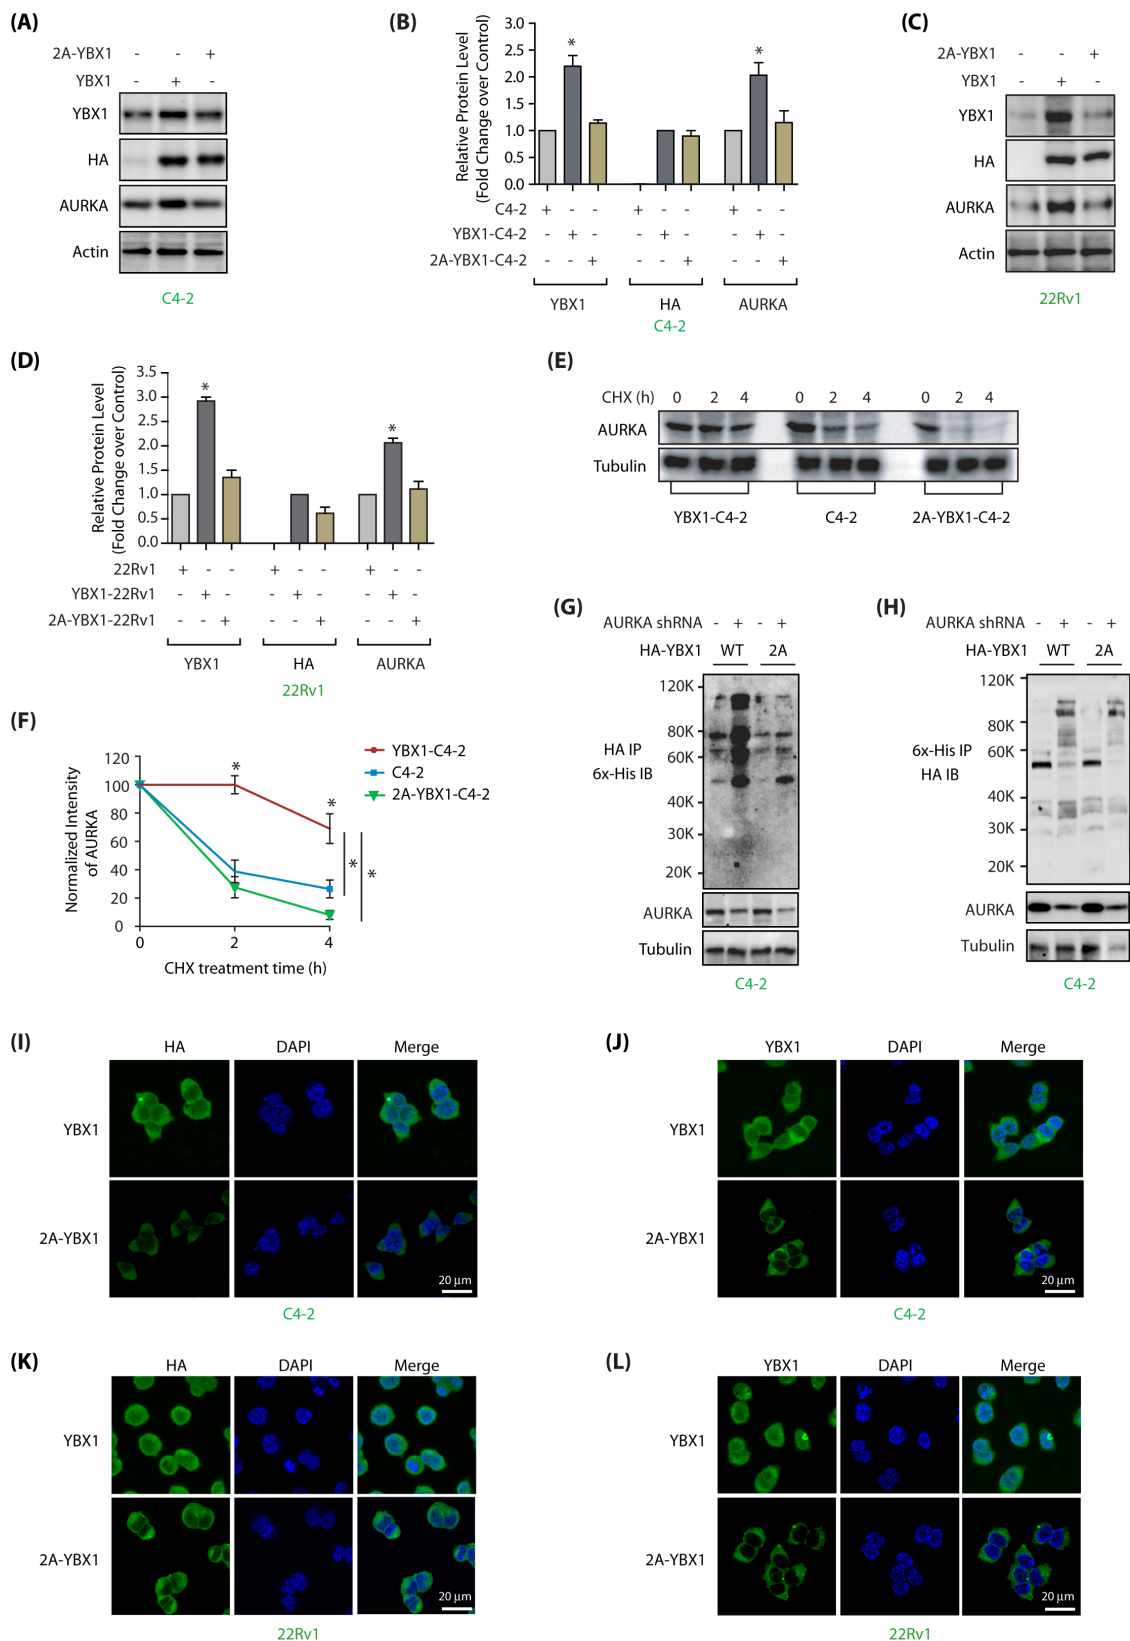 (A)
2A-YBX1 - - +
YBX1 - + -
YBX1
HA
AURKA
Actin
C4-2
(B)
Relative Protein Level
(Fold Change over Control)
3.0
2.5
2.0
1.5
1.0
0.5
0.0
* *
C4-2 + - - + - - + - -
YBX1-C4-2 - + - - + - - + -
2A-YBX1-C4-2 - - + - - + - - +
YBX1 HA AURKA
C4-2
(C)
2A-YBX1 - - +
YBX1 - + -
YBX1
HA
AURKA
Actin
22Rv1
(D)
Relative Protein Level
(Fold Change over Control)
3.5
3.0
2.5
2.0
1.5
1.0
0.5
0.0
* *
22Rv1 + - - + - - + - -
YBX1-22Rv1 - + - - + - - + -
2A-YBX1-22Rv1 - - + - - + - - +
YBX1 HA AURKA
22Rv1
(E)
CHX (h) 0 2 4 0 2 4 0 2 4
AURKA
Tubulin
YBX1-C4-2 C4-2 2A-YBX1-C4-2
(F)
Normalized Intensity
of AURKA
120
100
80
60
40
20
0
0 2 4
CHX treatment time (h)
YBX1-C4-2
C4-2
2A-YBX1-C4-2
* * * *
(G)
AURKA shRNA - + - +
HA-YBX1 WT 2A
120K
80K
60K
40K
30K
20K
HA IP
6x-His IB
AURKA
Tubulin
C4-2
(H)
AURKA shRNA - + - +
HA-YBX1 WT 2A
120K
80K
60K
40K
30K
20K
6x-His IP
HA IB
AURKA
Tubulin
C4-2
(I)
HA DAPI Merge
YBX1
2A-YBX1
20 µm
C4-2
(J)
YBX1 DAPI Merge
YBX1
2A-YBX1
20 µm
C4-2
(K)
HA DAPI Merge
YBX1
2A-YBX1
20 µm
22Rv1
(L)
YBX1 DAPI Merge
YBX1
2A-YBX1
20 µm
22Rv1